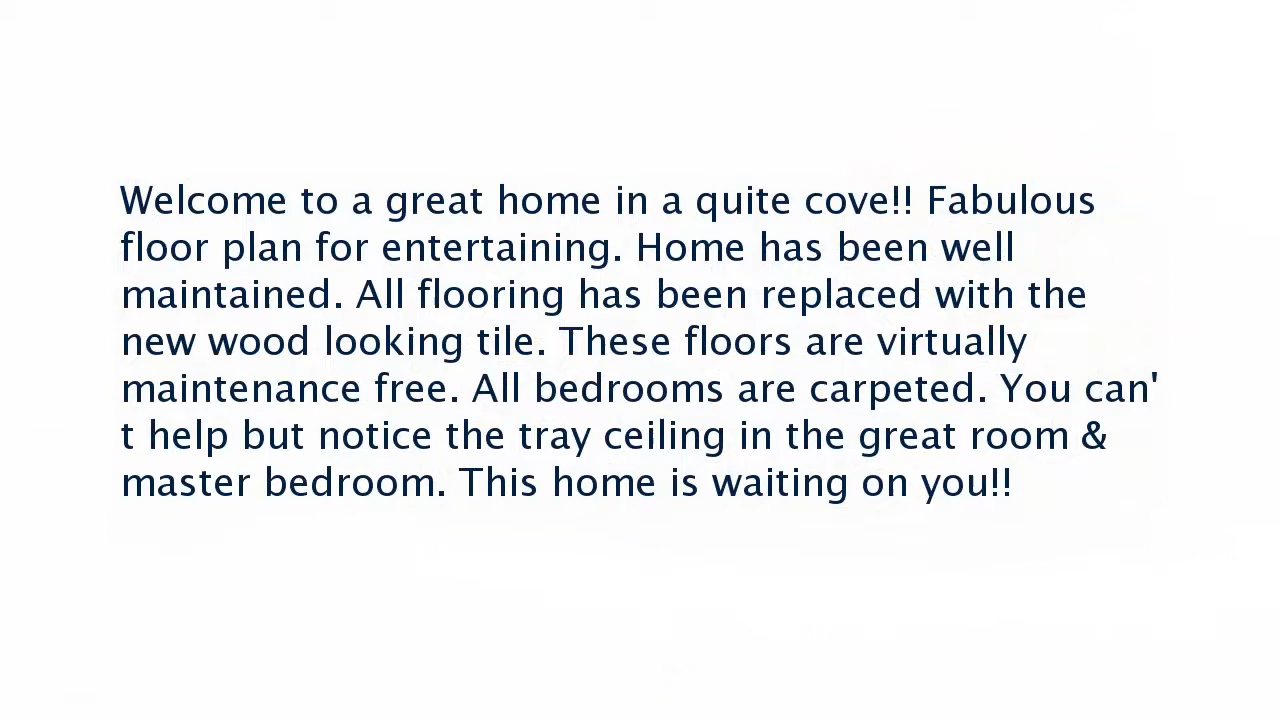 Welcome to a great home in a quite cove!! Fabulous
floor plan for entertaining. Home has been well
maintained. All flooring has been replaced with the
new wood looking tile. These floors are virtually
maintenance free. All bedrooms are carpeted. You can'
t help but notice the tray ceiling in the great room &
master bedroom. This home is waiting on you!!